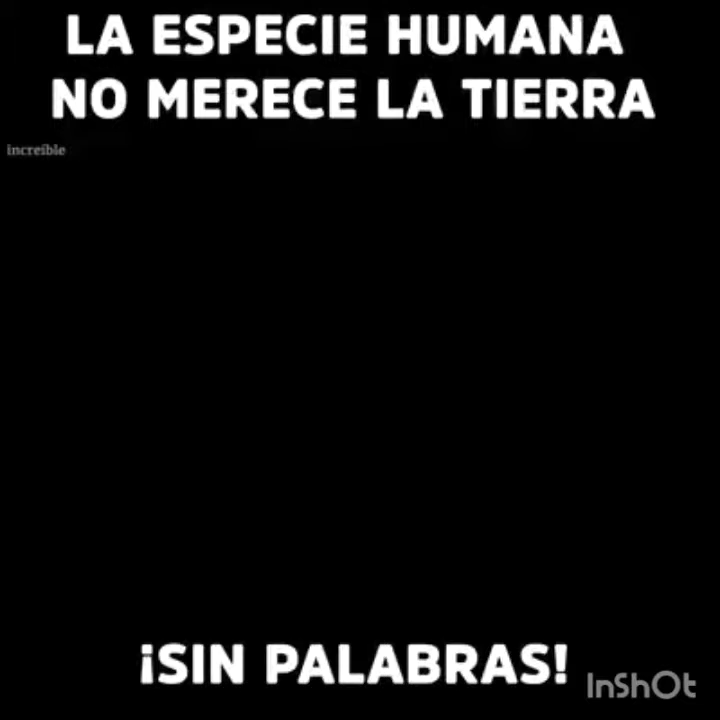 LA ESPECIE HUMANA
NO MERECE LA TIERRA
increíble
¡SIN PALABRAS!
InShOt